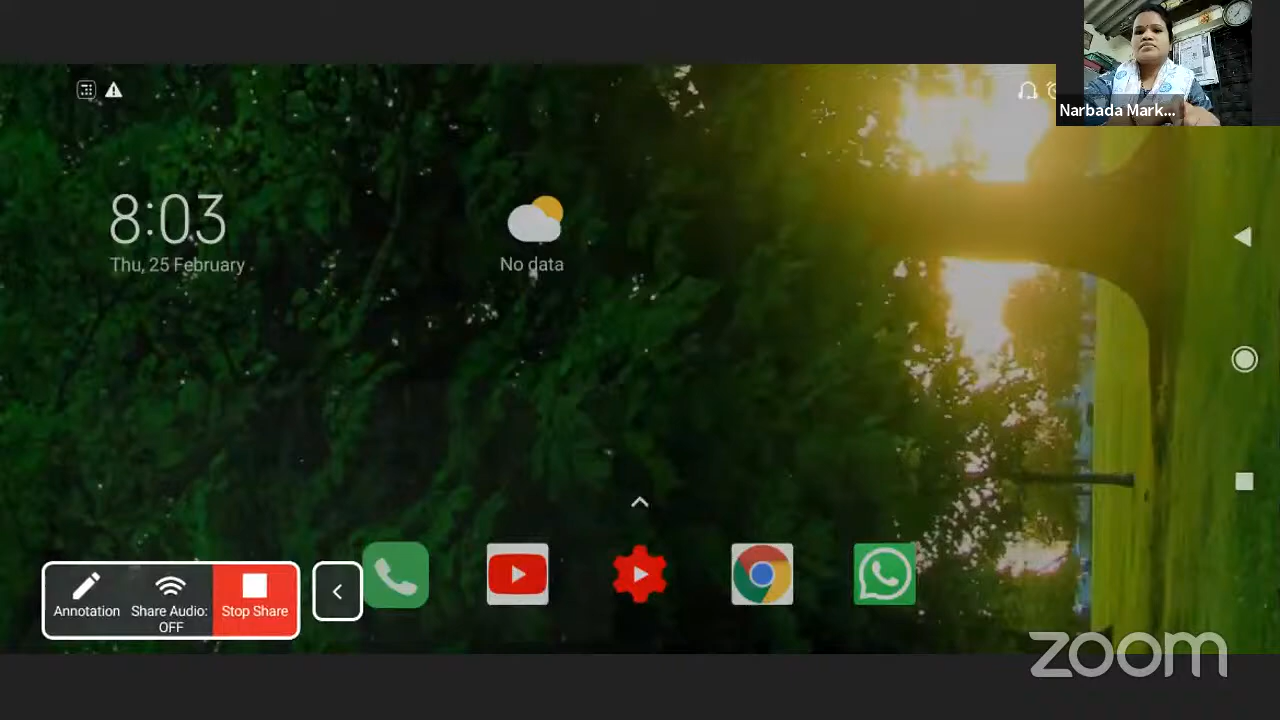 Narbada Mark...
8:03
Thu, 25 February
No data
Annotation
Share Audio:
OFF
Stop Share
zoom